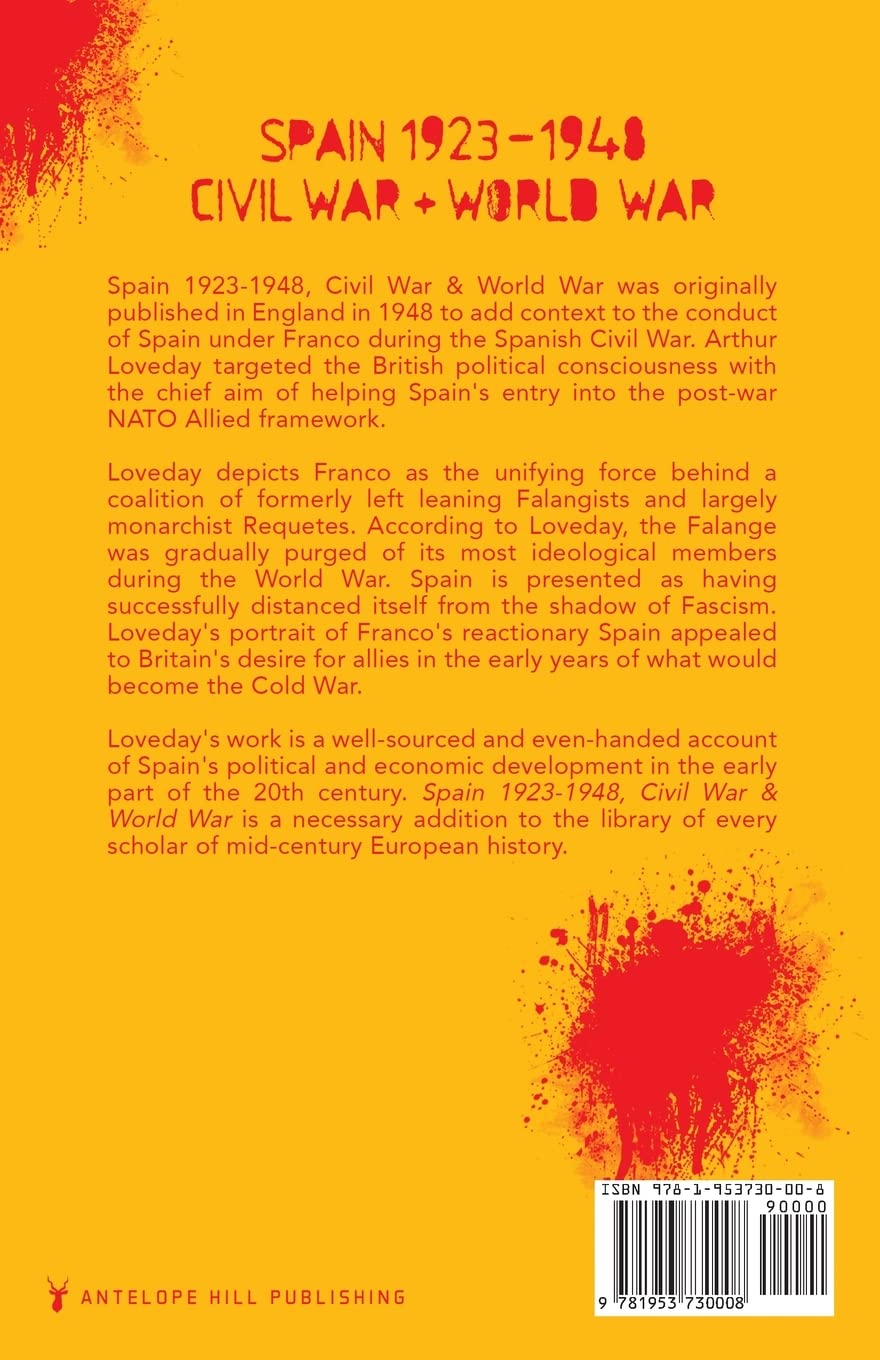 SPAIN 1923-1948
CIVIL WAR + WORLD WAR
Spain 1923-1948, Civil War & World War was originally
published in England in 1948 to add context to the conduct
of Spain under Franco during the Spanish Civil War. Arthur
Loveday targeted the British political consciousness with
the chief aim of helping Spain's entry into the post-war
NATO Allied framework.
Loveday depicts Franco as the unifying force behind a
coalition of formerly left leaning Falangists and largely
monarchist Requetes. According to Loveday, the Falange
was gradually purged of its most ideological members
during the World War. Spain is presented as having
successfully distanced itself from the shadow of Fascism.
Loveday's portrait of Franco's reactionary Spain appealed
to Britain's desire for allies in the early years of what would
become the Cold War.
Loveday's work is a well-sourced and even-handed account
of Spain's political and economic development in the early
part of the 20th century. Spain 1923-1948, Civil War &
World War is a necessary addition to the library of every
scholar of mid-century European history.
ISBN 978-1-953730-00-8
90000
9 781953 730008
ANTELOPE HILL PUBLISHING